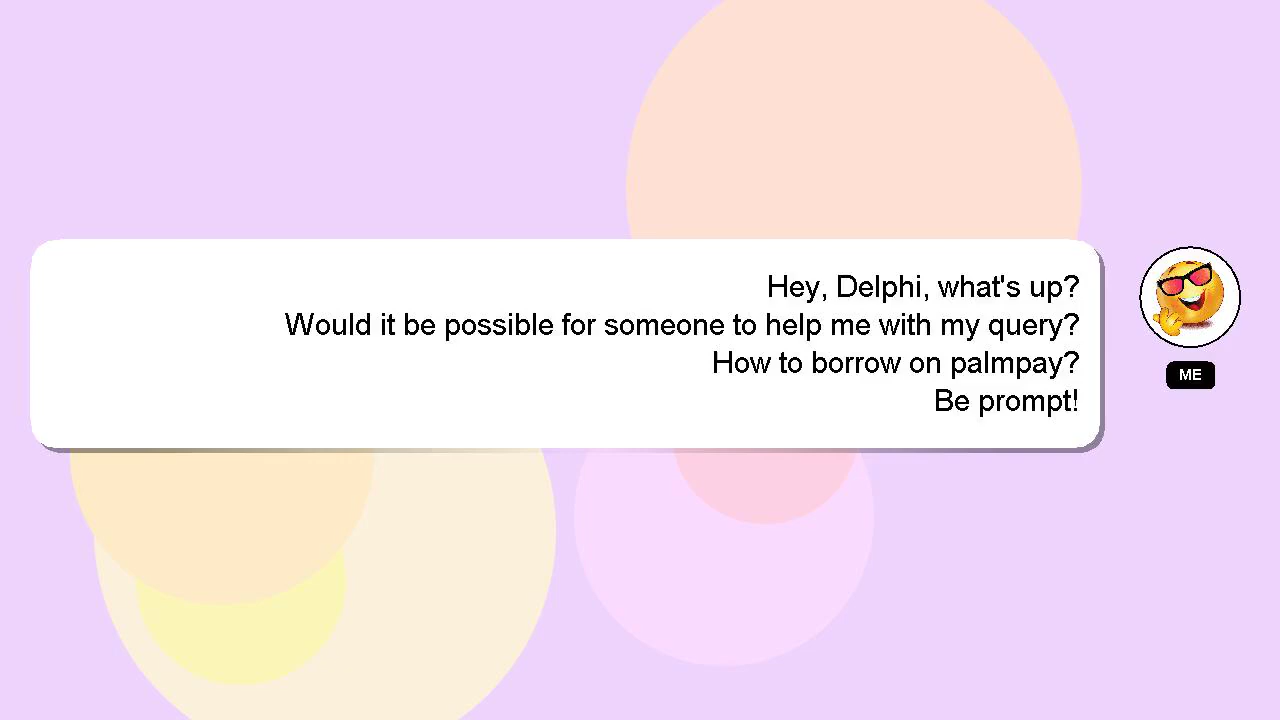 Hey, Delphi, what's up?
Would it be possible for someone to help me with my query?
How to borrow on palmpay?
Be prompt!
ME